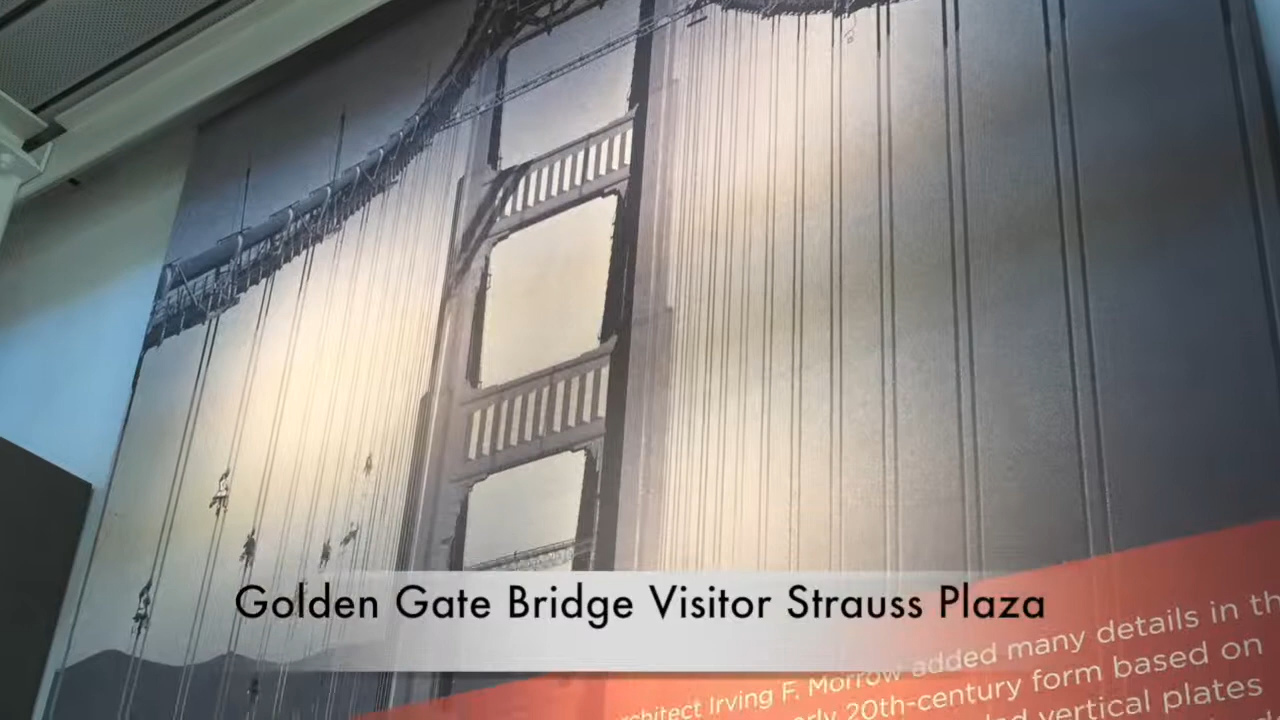 Golden Gate Bridge Visitor Strauss Plaza
Irving F. Morrow added many details in
20th-century form based on
vertical plates